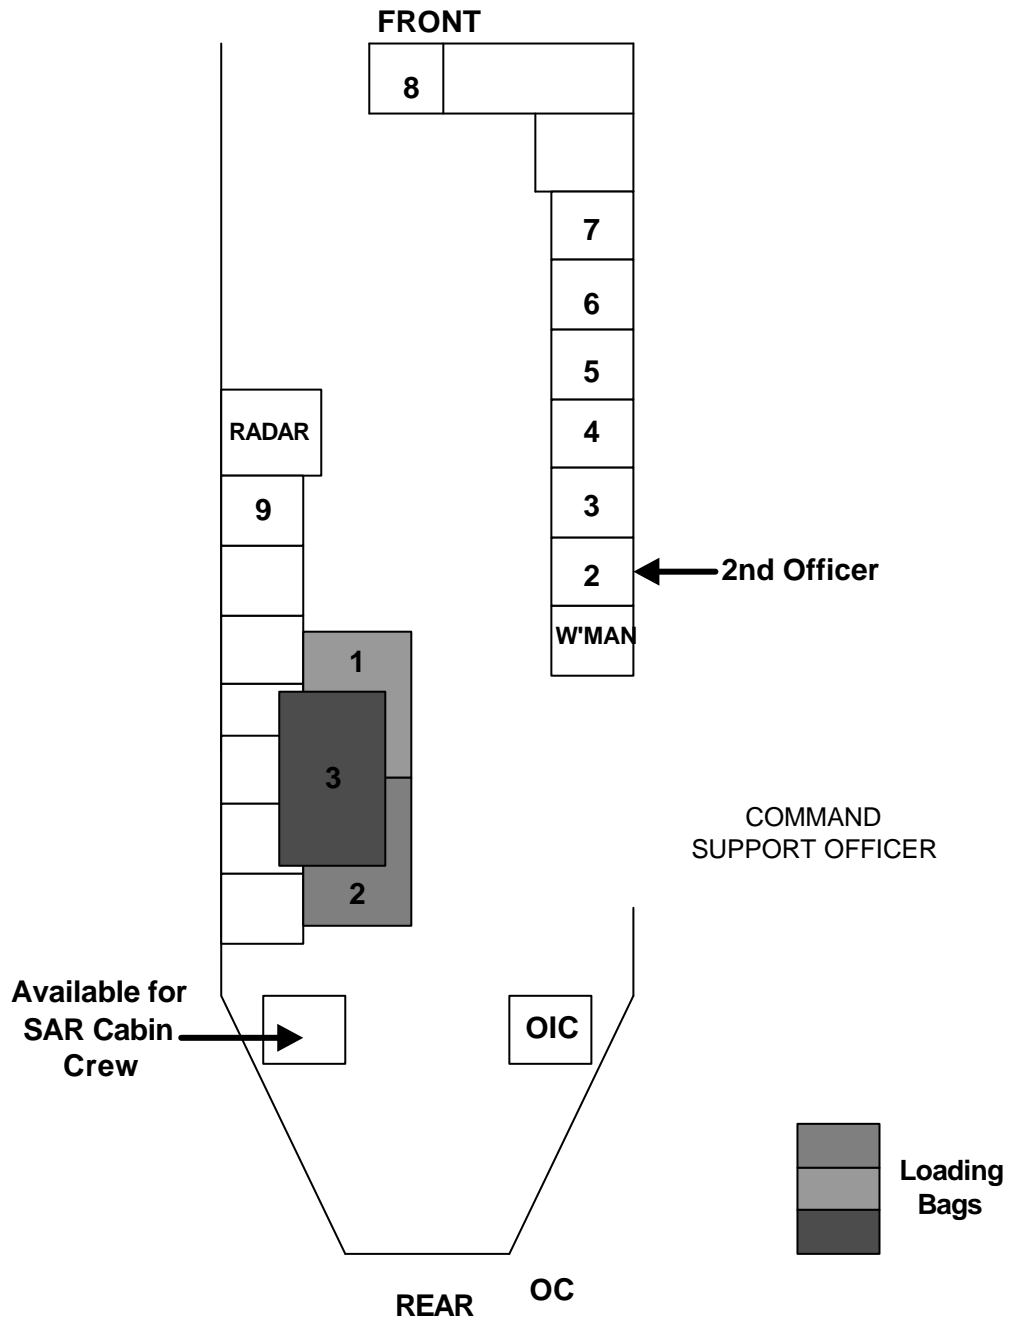 FRONT
8
7
6
5
RADAR
4
9
3
2
2nd Officer
W'MAN
1
3
COMMAND
SUPPORT OFFICER
2
Available for
SAR Cabin
Crew
OIC
Loading
Bags
OC
REAR